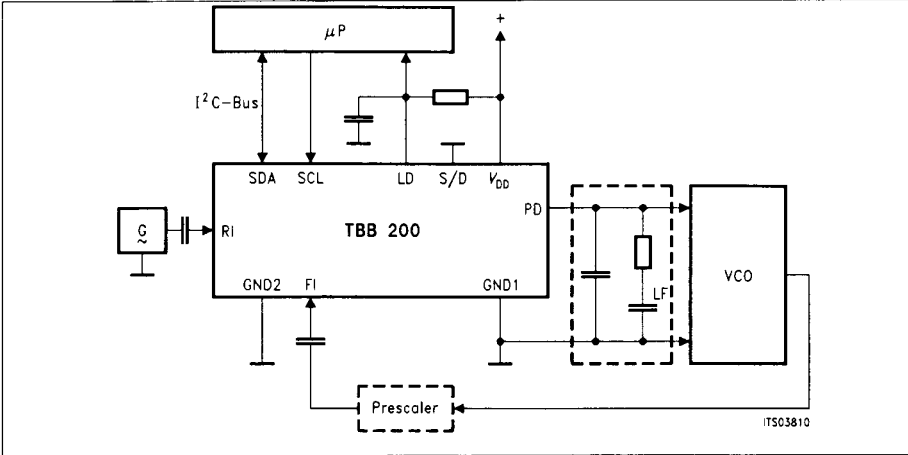 μP
+
I²C-Bus
SDA SCL LD S/D V_DD
PD
G
~
RI
TBB 200
VCO
GND2 FI GND1
LF
Prescaler
ITS03810